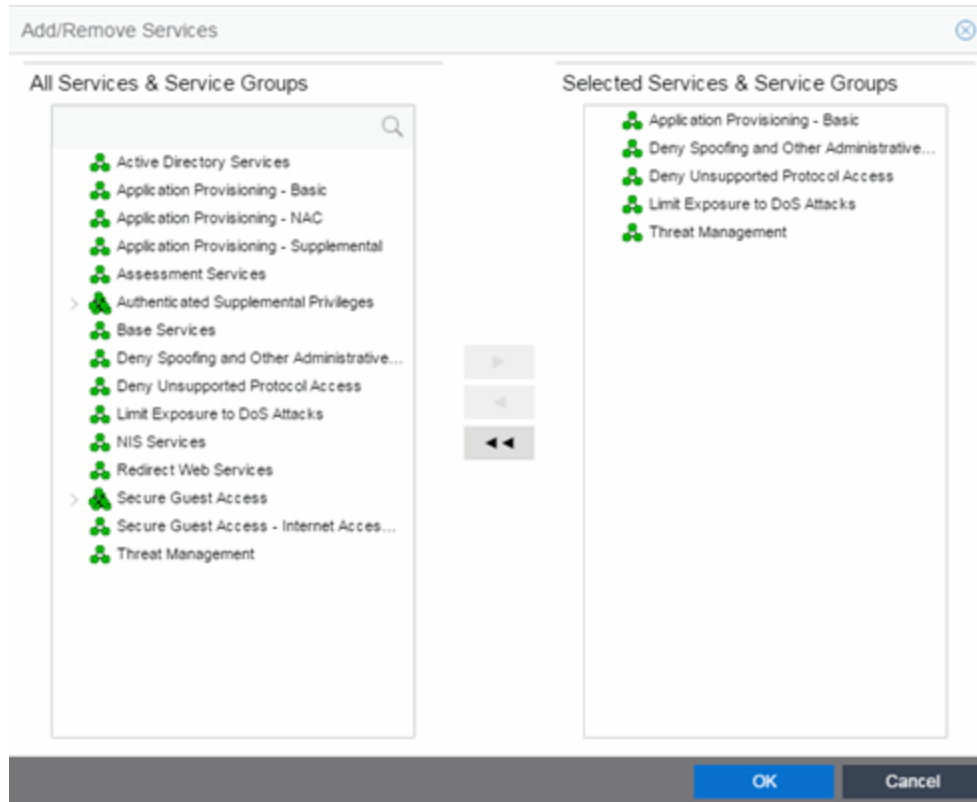 Add/Remove Services
All Services & Service Groups
Active Directory Services
Application Provisioning - Basic
Application Provisioning - NAC
Application Provisioning - Supplemental
Assessment Services
Authenticated Supplemental Privileges
Base Services
Deny Spoofing and Other Administrative...
Deny Unsupported Protocol Access
Limit Exposure to DoS Attacks
NIS Services
Redirect Web Services
Secure Guest Access
Secure Guest Access - Internet Acces...
Threat Management
Selected Services & Service Groups
Application Provisioning - Basic
Deny Spoofing and Other Administrative...
Deny Unsupported Protocol Access
Limit Exposure to DoS Attacks
Threat Management
OK
Cancel